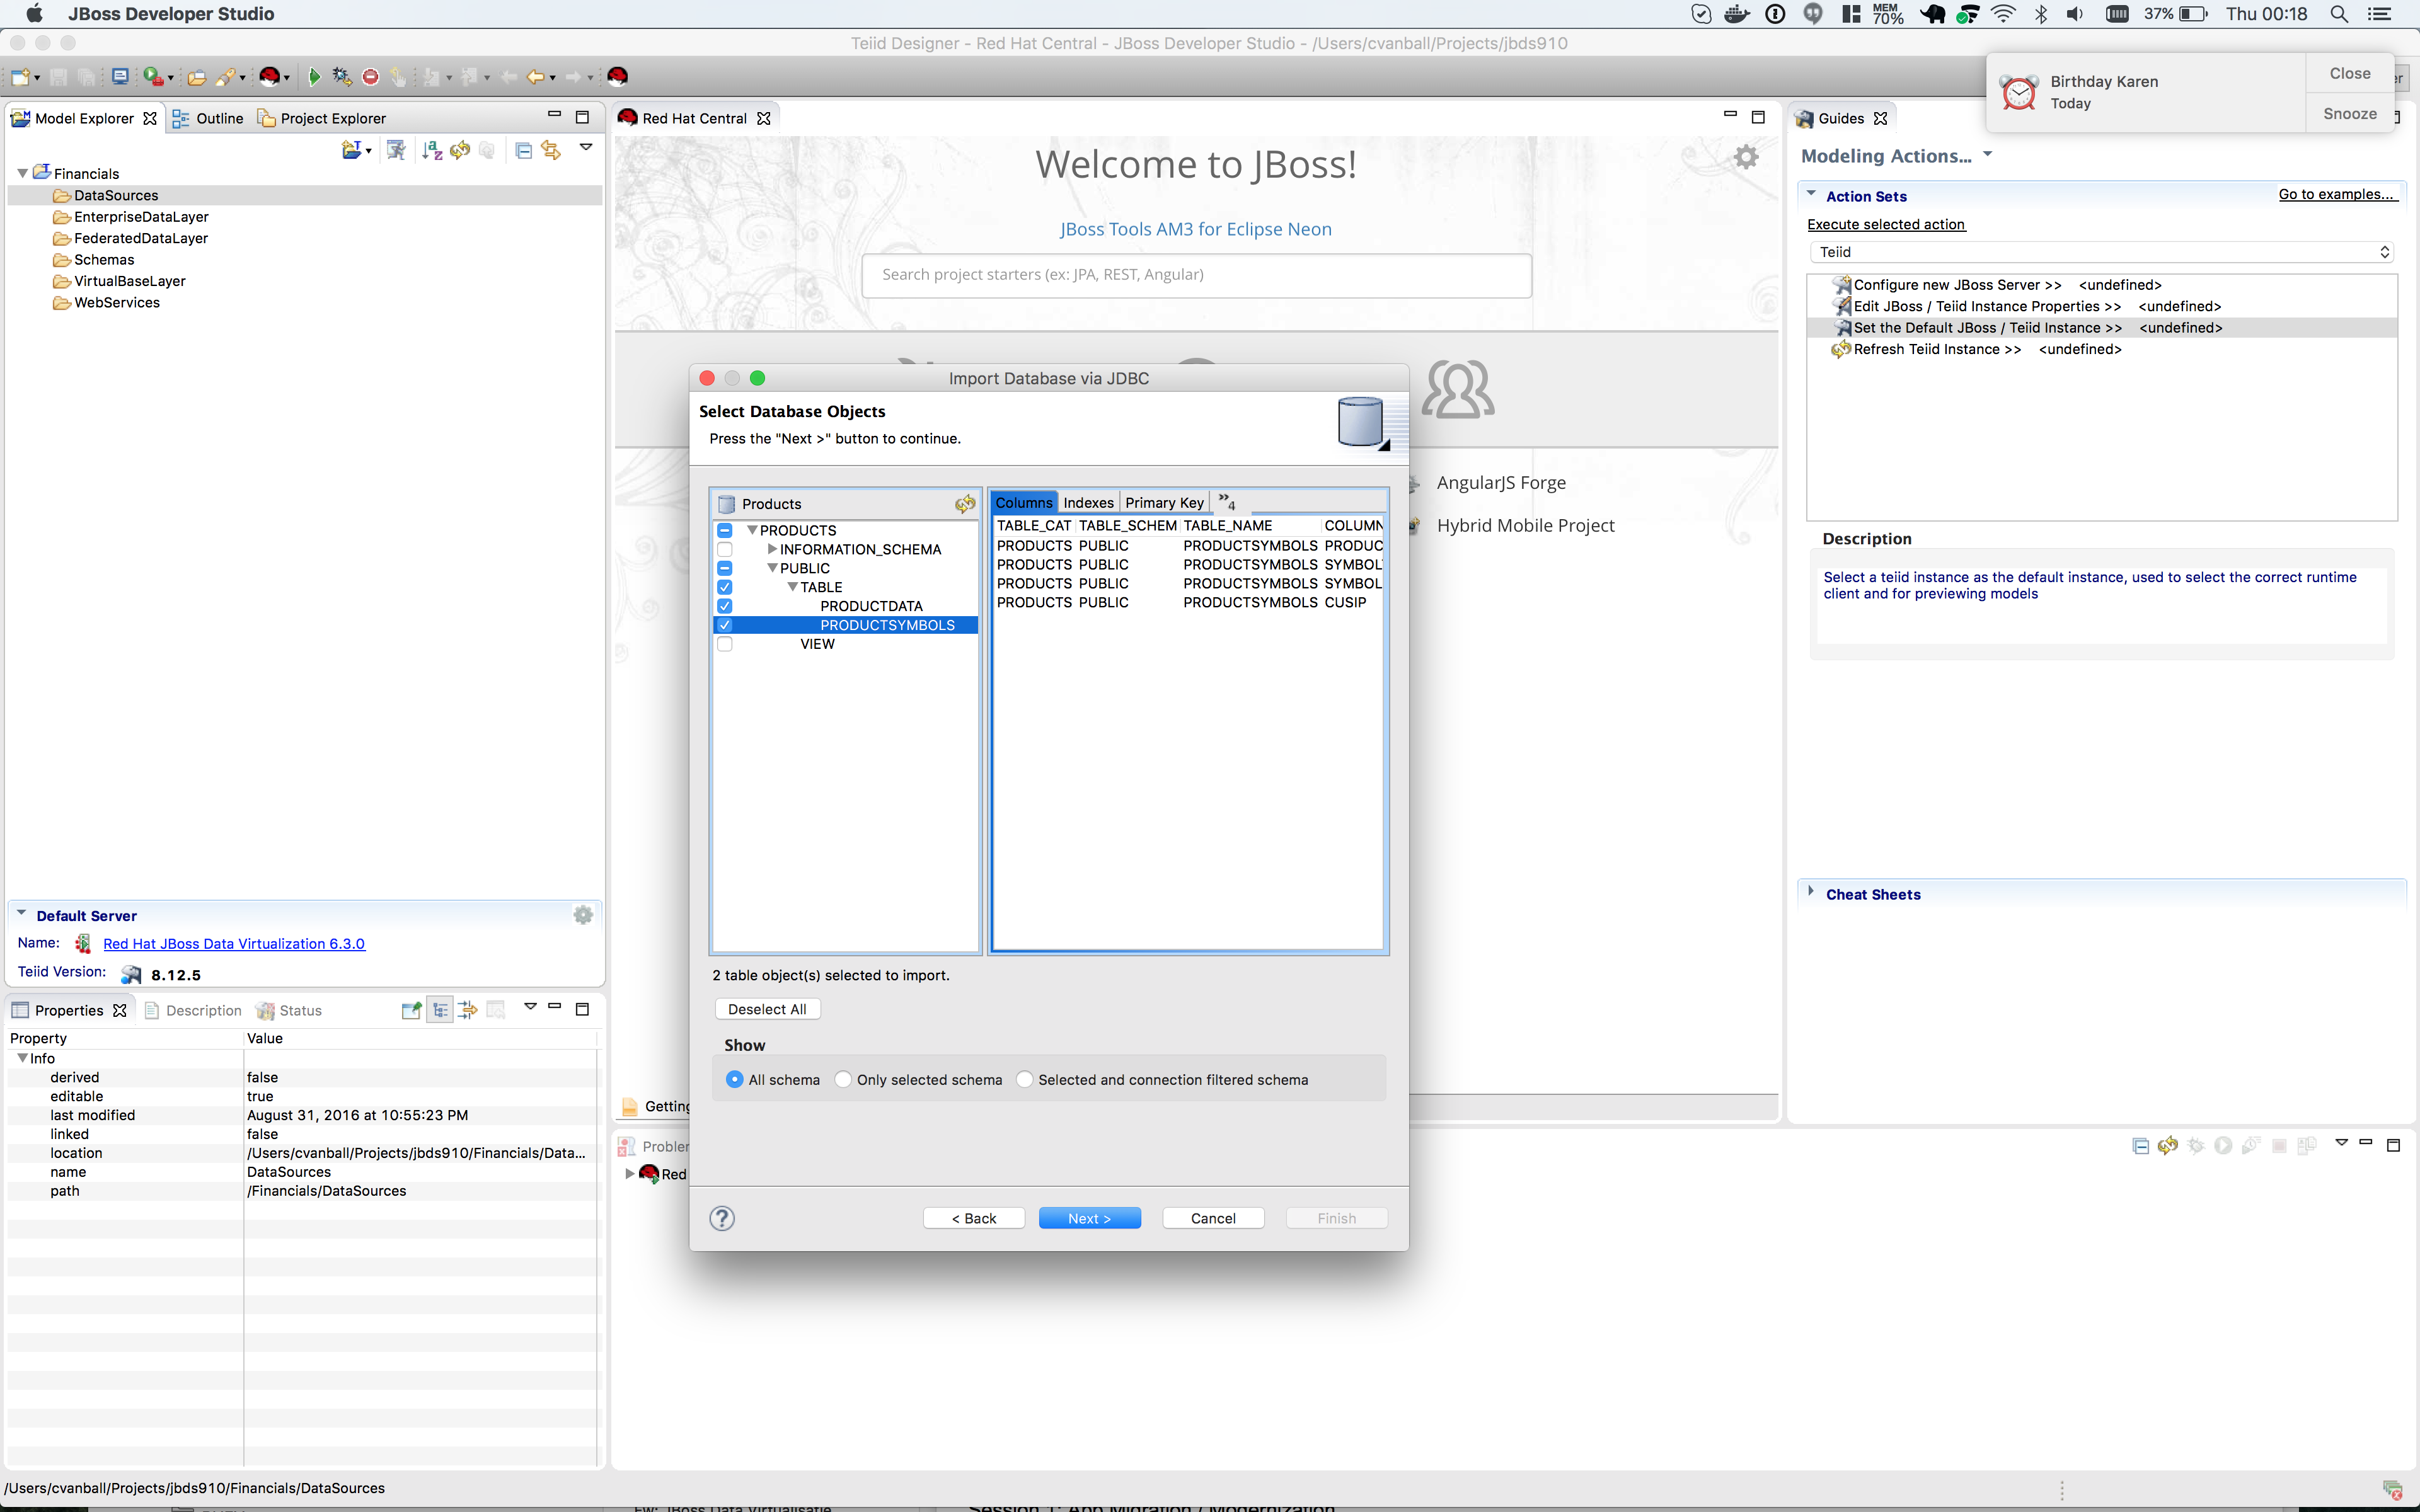 JBoss Developer Studio
MEM
70%
37%
Thu 00:18
Teiid Designer - Red Hat Central - JBoss Developer Studio - /Users/cvanball/Projects/jbds910
Birthday Karen
Today
Close
Snooze
Model Explorer
Outline
Project Explorer
Financials
DataSources
EnterpriseDataLayer
FederatedDataLayer
Schemas
VirtualBaseLayer
WebServices
Default Server
Name: Red Hat JBoss Data Virtualization 6.3.0
Teiid Version: 8.12.5
Properties
Description
Status
Property Value
Info
derived false
editable true
last modified August 31, 2016 at 10:55:23 PM
linked false
location /Users/cvanball/Projects/jbds910/Financials/Data...
name DataSources
path /Financials/DataSources
/Users/cvanball/Projects/jbds910/Financials/DataSources
Red Hat Central
Welcome to JBoss!
JBoss Tools AM3 for Eclipse Neon
Search project starters (ex: JPA, REST, Angular)
AngularJS Forge
Hybrid Mobile Project
Getting
Problem
Red
Import Database via JDBC
Select Database Objects
Press the "Next >" button to continue.
Products
PRODUCTS
INFORMATION_SCHEMA
PUBLIC
TABLE
PRODUCTDATA
PRODUCTSYMBOLS
VIEW
Columns Indexes Primary Key »4
TABLE_CAT TABLE_SCHEM TABLE_NAME COLUMN
PRODUCTS PUBLIC PRODUCTSYMBOLS PRODUC
PRODUCTS PUBLIC PRODUCTSYMBOLS SYMBOL
PRODUCTS PUBLIC PRODUCTSYMBOLS SYMBOL
PRODUCTS PUBLIC PRODUCTSYMBOLS CUSIP
2 table object(s) selected to import.
Deselect All
Show
All schema Only selected schema Selected and connection filtered schema
? < Back Next > Cancel Finish
Guides
Modeling Actions...
Action Sets
Go to examples...
Execute selected action
Teiid
Configure new JBoss Server >> <undefined>
Edit JBoss / Teiid Instance Properties >> <undefined>
Set the Default JBoss / Teiid Instance >> <undefined>
Refresh Teiid Instance >> <undefined>
Description
Select a teiid instance as the default instance, used to select the correct runtime
client and for previewing models
Cheat Sheets